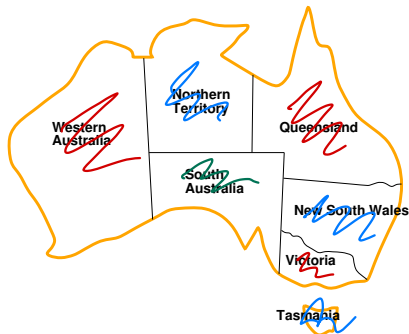 Northern
Territory
Western
Australia
Queensland
South
Australia
New South Wales
Victoria
Tasmania